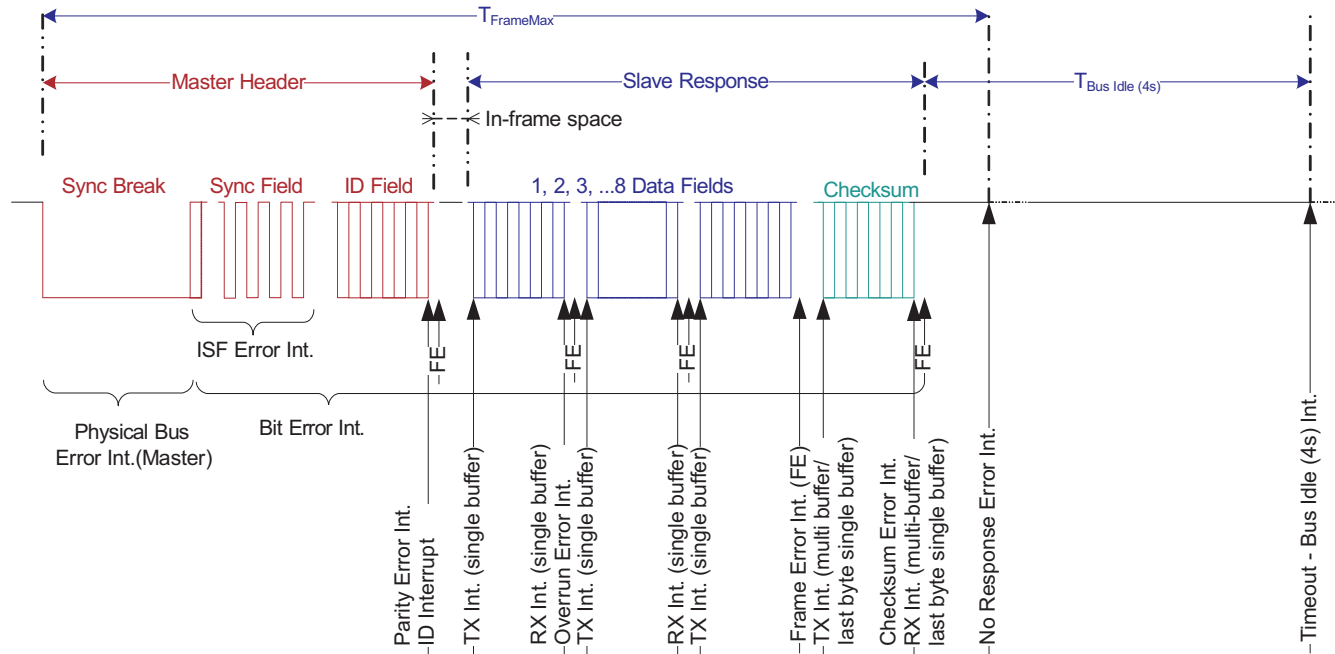 TFrameMax
Master Header
Slave Response
TBus Idle (4s)
In-frame space
Sync Break
Sync Field
ID Field
1, 2, 3, ...8 Data Fields
Checksum
ISF Error Int.
FE
FE
FE
FE
Physical Bus
Error Int.(Master)
Bit Error Int.
Parity Error Int.
ID Interrupt
TX Int. (single buffer)
RX Int. (single buffer)
Overrun Error Int.
TX Int. (single buffer)
RX Int. (single buffer)
TX Int. (single buffer)
Frame Error Int. (FE)
TX Int. (multi buffer/
last byte single buffer)
Checksum Error Int.
RX Int. (multi-buffer/
last byte single buffer)
No Response Error Int.
Timeout - Bus Idle (4s) Int.